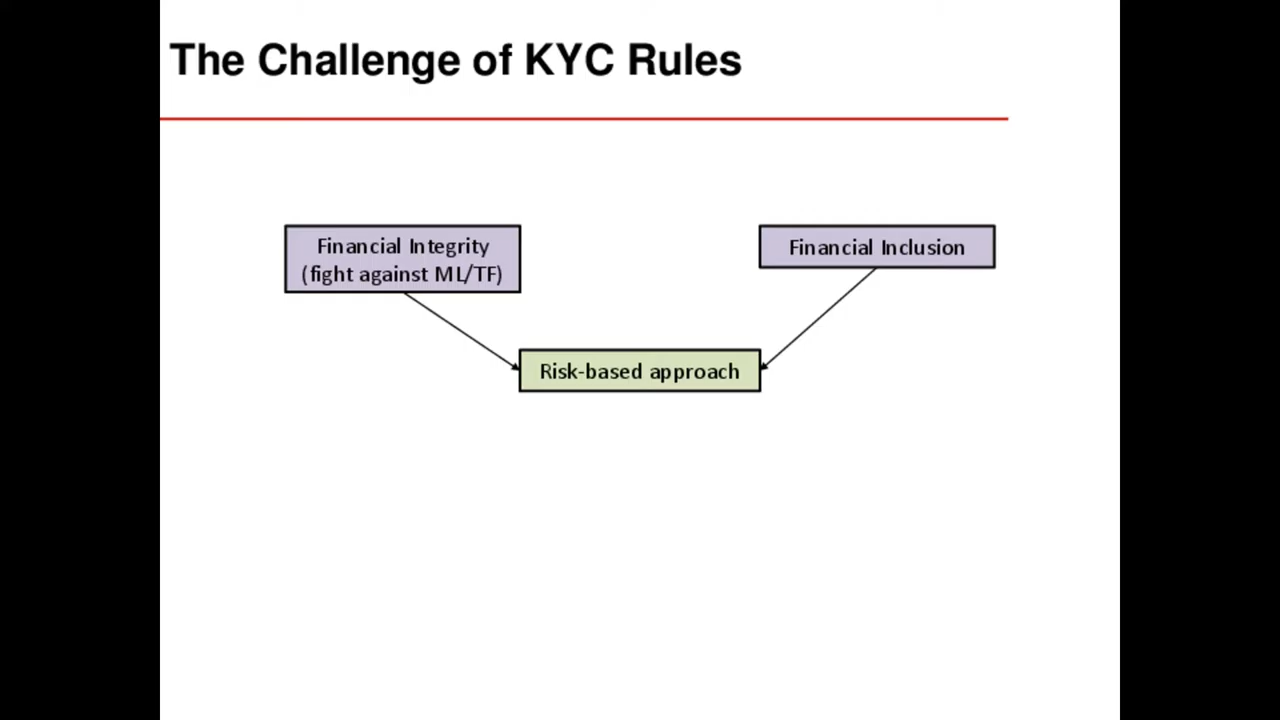 The Challenge of KYC Rules
Financial Integrity
(fight against ML/TF)
Financial Inclusion
Risk-based approach